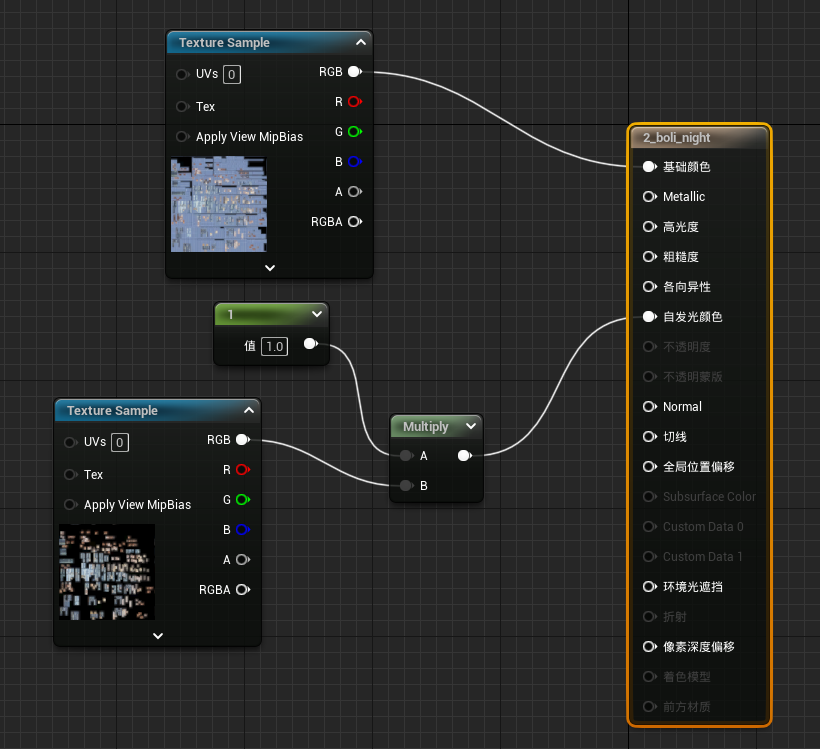 Texture Sample
UVs 0
RGB
R
Tex
G
Apply View MipBias
B
A
RGBA
1
值 1.0
Texture Sample
UVs 0
RGB
R
Tex
G
Apply View MipBias
B
A
RGBA
Multiply
A
B
2_boli_night
基础颜色
Metallic
高光度
粗糙度
各向异性
自发光颜色
不透明度
不透明蒙版
Normal
切线
全局位置偏移
Subsurface Color
Custom Data 0
Custom Data 1
环境光遮挡
折射
像素深度偏移
着色模型
前方材质